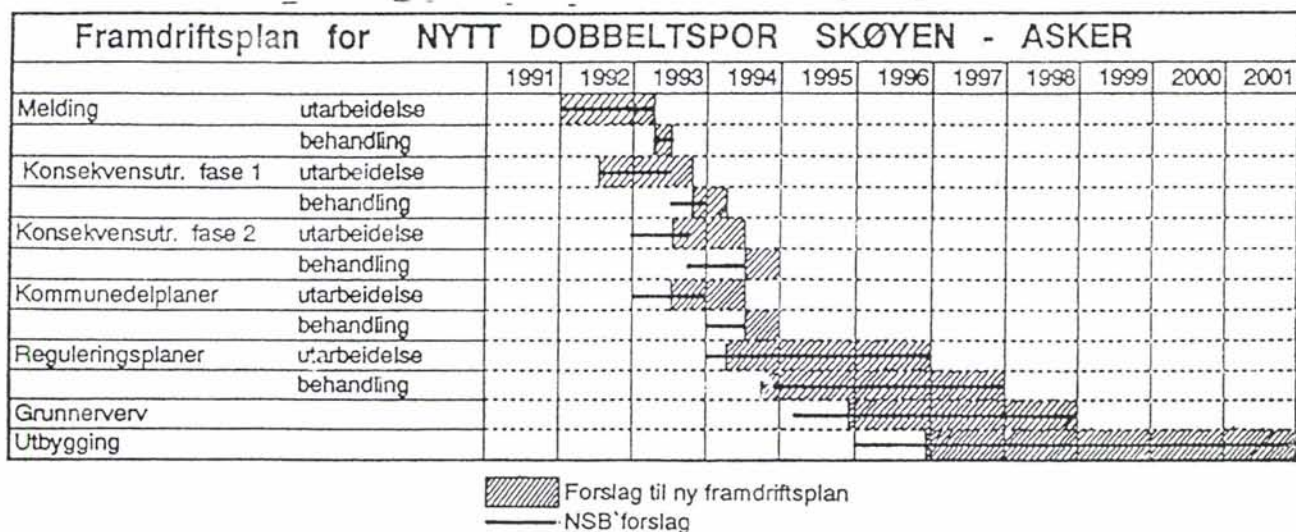 Framdriftsplan for NYTT DOBBELTSPOR SKØYEN - ASKER
1991 1992 1993 1994 1995 1996 1997 1998 1999 2000 2001
Melding utarbeidelse
behandling
Konsekvensutr. fase 1 utarbeidelse
behandling
Konsekvensutr. fase 2 utarbeidelse
behandling
Kommunedelplaner utarbeidelse
behandling
Reguleringsplaner utarbeidelse
behandling
Grunnerverv
Utbygging
Forslag til ny framdriftsplan
NSB`forslag